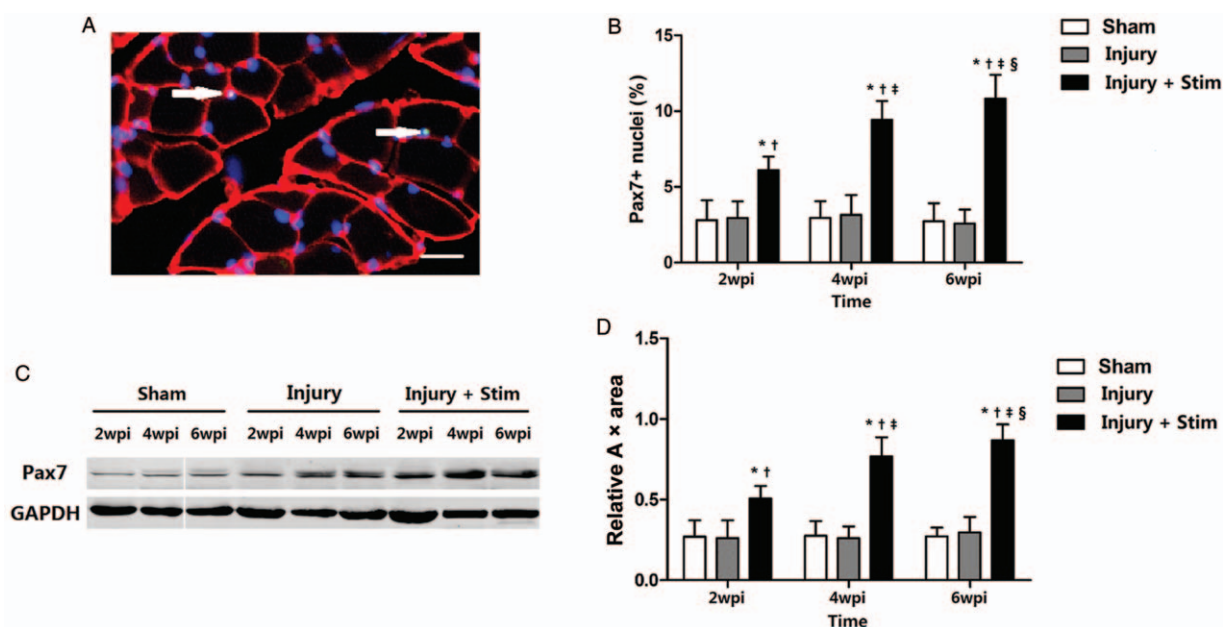 A
B
15
10
5
0
Pax7+ nuclei (%)
* †
* † ‡
* † ‡ §
2wpi 4wpi 6wpi
Time
Sham
Injury
Injury + Stim
C
Sham Injury Injury + Stim
2wpi 4wpi 6wpi 2wpi 4wpi 6wpi 2wpi 4wpi 6wpi
Pax7
GAPDH
D
1.5
1.0
0.5
0.0
Relative A × area
* †
* † ‡
* † ‡ §
2wpi 4wpi 6wpi
Time
Sham
Injury
Injury + Stim